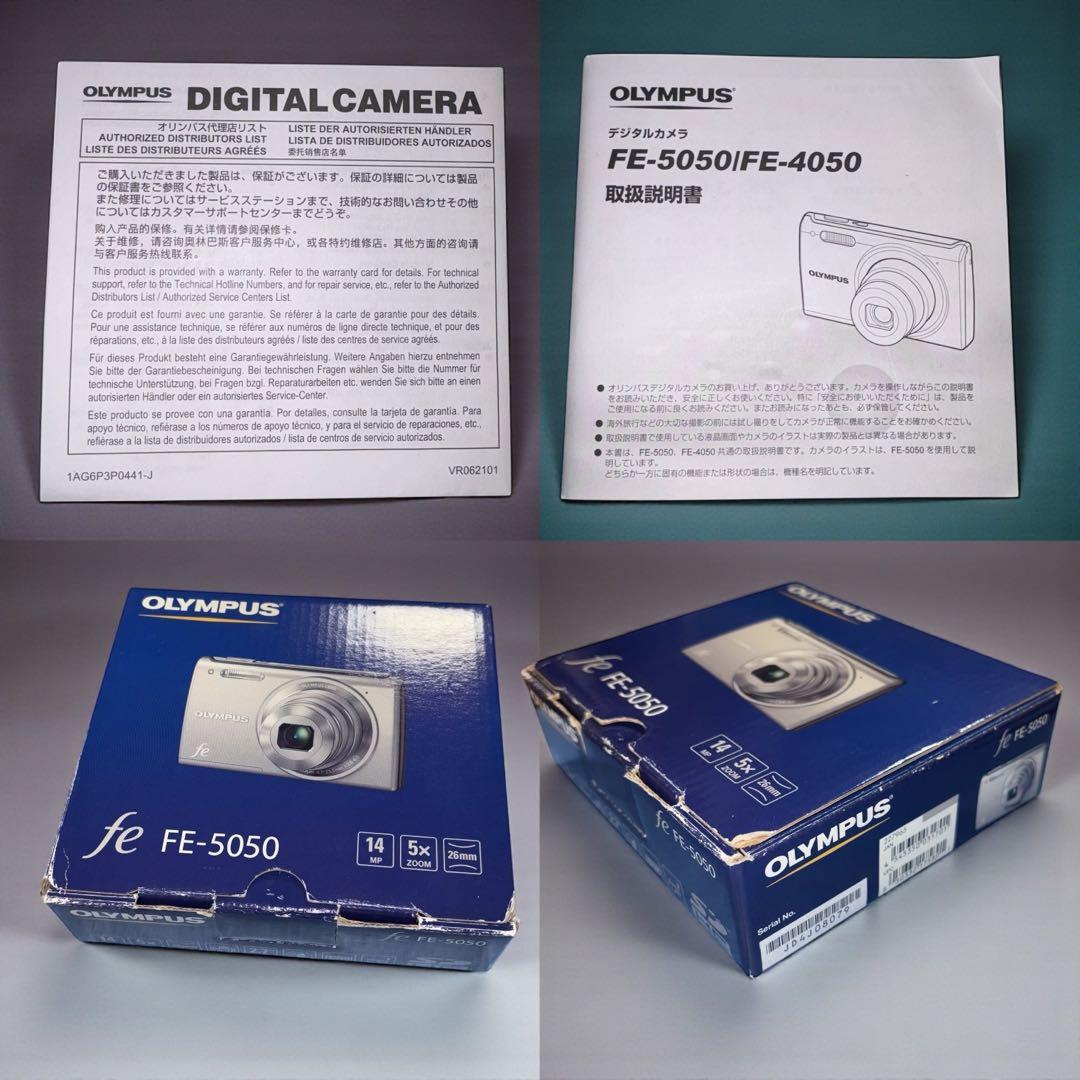 OLYMPUS DIGITAL CAMERA
オリンパス代理店リスト
AUTHORIZED DISTRIBUTORS LIST
LISTE DES DISTRIBUTEURS AGRÉÉS
LISTE DER AUTORISIERTEN HÄNDLER
LISTA DE DISTRIBUIDORES AUTORIZADOS
委托销售店名单
ご購入いただきました製品は、保証がございます。保証の詳細については製品
の保証書をご参照ください。
また修理についてはサービスステーションまで、技術的なお問い合わせその他
についてはカスタマーサポートセンターまでどうぞ。
购入产品的保修。有关详情请参阅保修卡。
关于维修，请咨询奥林巴斯客户服务中心，或各特约维修店。其他方面的咨询请
与客户服务热线联系。
This product is provided with a warranty. Refer to the warranty card for details. For technical
support, refer to the Technical Hotline Numbers, and for repair service, etc., refer to the Authorized
Distributors List / Authorized Service Centers List.
Ce produit est fourni avec une garantie. Se référer à la carte de garantie pour des détails.
Pour une assistance technique, se référer aux numéros de ligne directe technique, et pour des
réparations, etc., à la liste des distributeurs agréés / liste des centres de service agréés.
Für dieses Produkt besteht eine Garantiegewährleistung. Weitere Angaben hierzu entnehmen
Sie bitte der Garantiebescheinigung. Bei technischen Fragen wählen Sie bitte die Nummer für
technische Unterstützung, bei Fragen bzgl. Reparaturarbeiten etc. wenden Sie sich bitte an einen
autorisierten Händler oder ein autorisiertes Service-Center.
Este producto se provee con una garantía. Por detalles, consulte la tarjeta de garantía. Para
apoyo técnico, refiérase a los números de apoyo técnico, y para el servicio de reparaciones, etc.,
refiérase a la lista de distribuidores autorizados / lista de centros de servicio autorizados.
1AG6P3P0441-J
VR062101
OLYMPUS
デジタルカメラ
FE-5050/FE-4050
取扱説明書
OLYMPUS
● オリンパスデジタルカメラのお買い上げ、ありがとうございます。カメラを操作しながらこの説明書
をお読みいただき、安全に正しくお使いください。特に「安全にお使いいただくために」は、製品を
ご使用になる前に良くお読みください。またお読みになったあとも、必ず保管してください。
● 海外旅行などの大切な撮影の前には試し撮りをしてカメラが正常に機能することをお確かめください。
● 取扱説明書で使用している液晶画面やカメラのイラストは実際の製品とは異なる場合があります。
● 本書は、FE-5050、FE-4050 共通の取扱説明書です。カメラのイラストは、FE-5050 を使用して説
明しています。
どちらか一方に固有の機能または形状の場合は、機種名を明記しています。
OLYMPUS
OLYMPUS
fe
fe FE-5050
14 MP
5x ZOOM
26mm
OLYMPUS
fe FE-5050
OLYMPUS
fe FE-5050
14 MP
5x ZOOM
26mm
fe FE-5050
fe FE-5050
OLYMPUS
JAN
Serial No.
JD4J08079